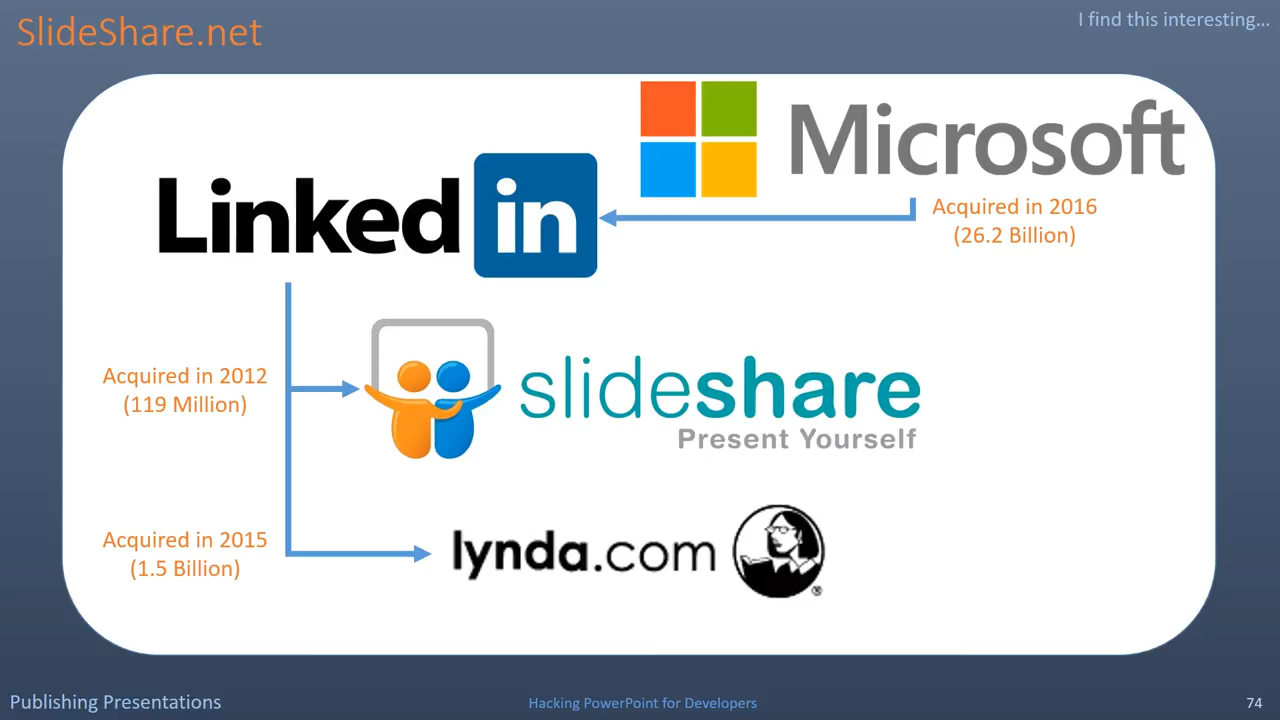 SlideShare.net
I find this interesting...
Microsoft
Linked in
Acquired in 2016
(26.2 Billion)
Acquired in 2012
(119 Million)
slideshare
Present Yourself
Acquired in 2015
(1.5 Billion)
lynda.com
®
Publishing Presentations
Hacking PowerPoint for Developers
74